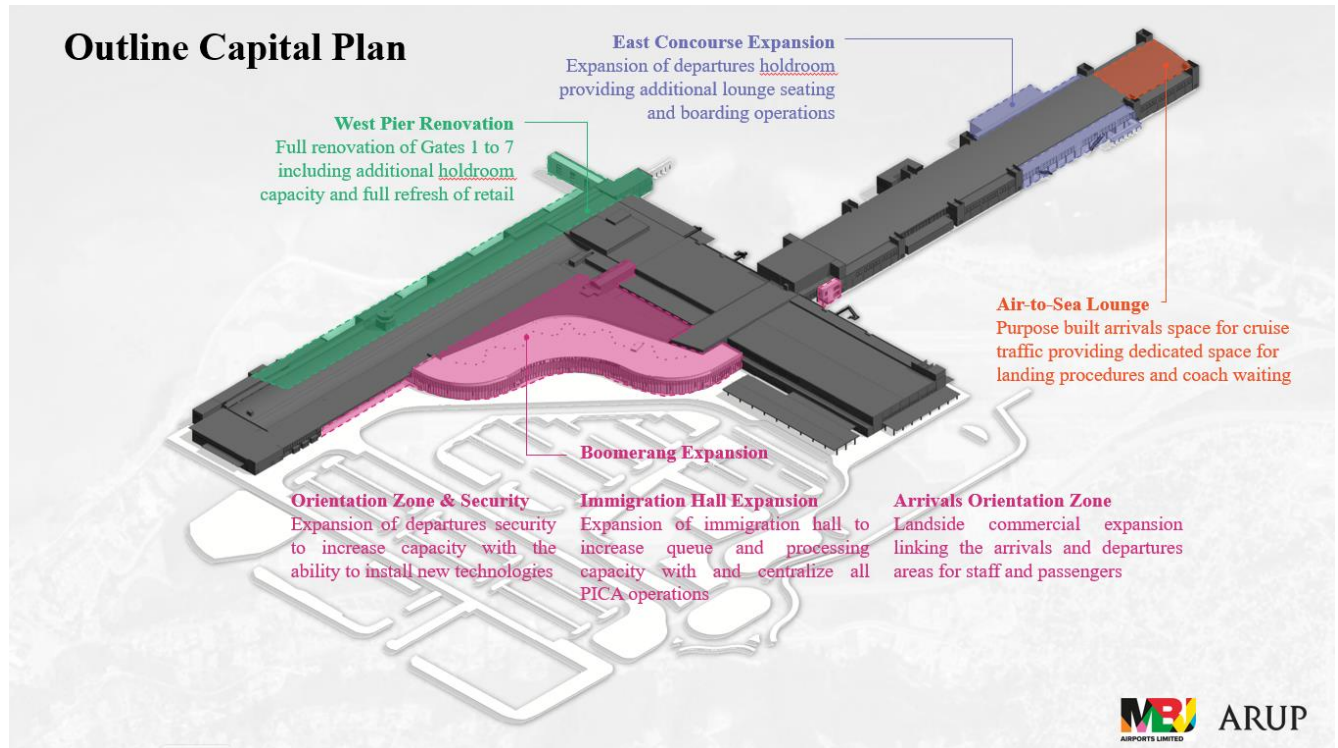 Outline Capital Plan
East Concourse Expansion
Expansion of departures holdroom
providing additional lounge seating
and boarding operations
West Pier Renovation
Full renovation of Gates 1 to 7
including additional holdroom
capacity and full refresh of retail
Air-to-Sea Lounge
Purpose built arrivals space for cruise
traffic providing dedicated space for
landing procedures and coach waiting
Boomerang Expansion
Orientation Zone & Security
Expansion of departures security
to increase capacity with the
ability to install new technologies
Immigration Hall Expansion
Expansion of immigration hall to
increase queue and processing
capacity with and centralize all
PICA operations
Arrivals Orientation Zone
Landside commercial expansion
linking the arrivals and departures
areas for staff and passengers
MBJ
AIRPORTS LIMITED
ARUP